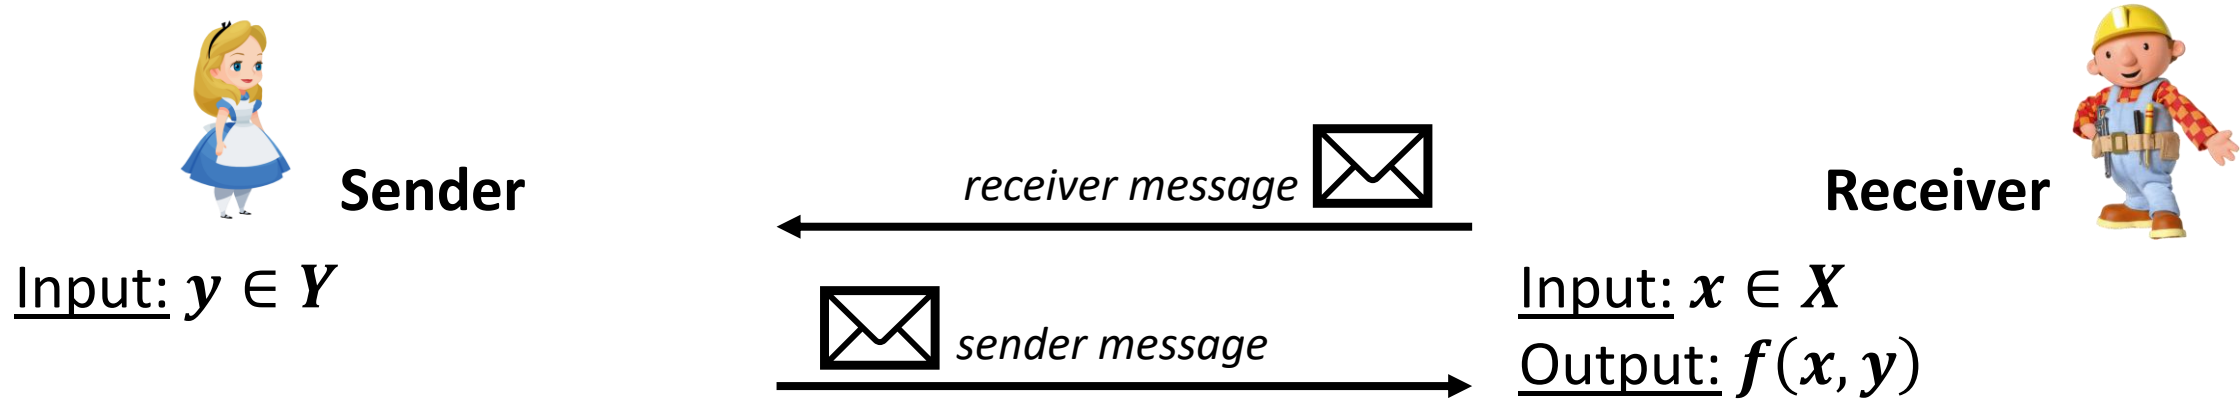 Sender
receiver message
Receiver
Input: y ∈ Y
sender message
Input: x ∈ X
Output: f(x, y)